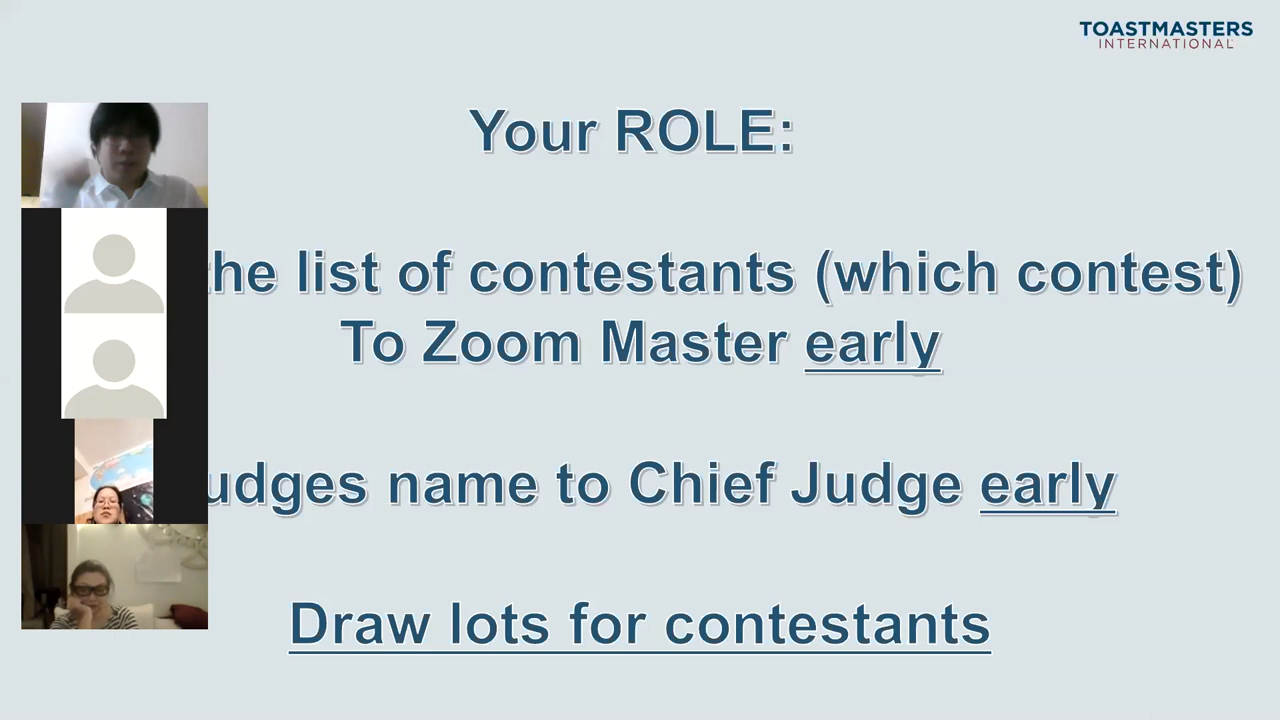 TOASTMASTERS
INTERNATIONAL
Your ROLE:
the list of contestants (which contest)
To Zoom Master early
udges name to Chief Judge early
Draw lots for contestants